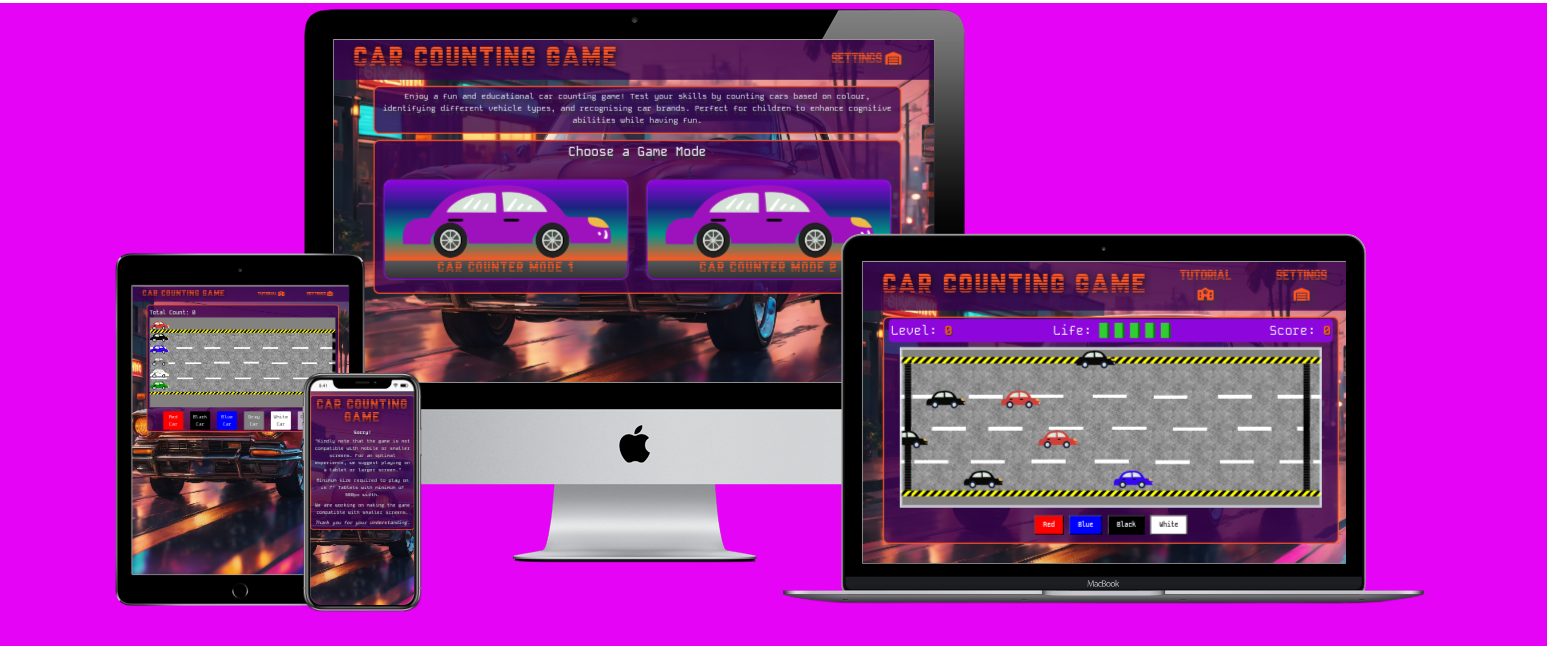 CAR COUNTING GAME
SETTINGS
Enjoy a fun and educational car counting game! Test your skills by counting cars based on colour,
identifying different vehicle types, and recognising car brands. Perfect for children to enhance cognitive
abilities while having fun.
Choose a Game Mode
CAR COUNTER MODE 1
CAR COUNTER MODE 2
CAR COUNTING GAME
TUTORIAL
SETTINGS
Total Count: 0
Red
Car
Black
Car
Blue
Car
Gray
Car
White
Car
9:41
CAR COUNTING
GAME
Sorry!
"Kindly note that the game is not
compatible with mobile or smaller
screens. For an optimal
experience, we suggest playing on
a tablet or larger screen."
Minimum size required to play on
is 7" Tablets with minimum of
600px width.
We are working on making the game
compatible with smaller screens.
Thank you for your understanding.
CAR COUNTING GAME
TUTORIAL
SETTINGS
Level: 0
Life:
Score: 0
Red
Blue
Black
White
MacBook